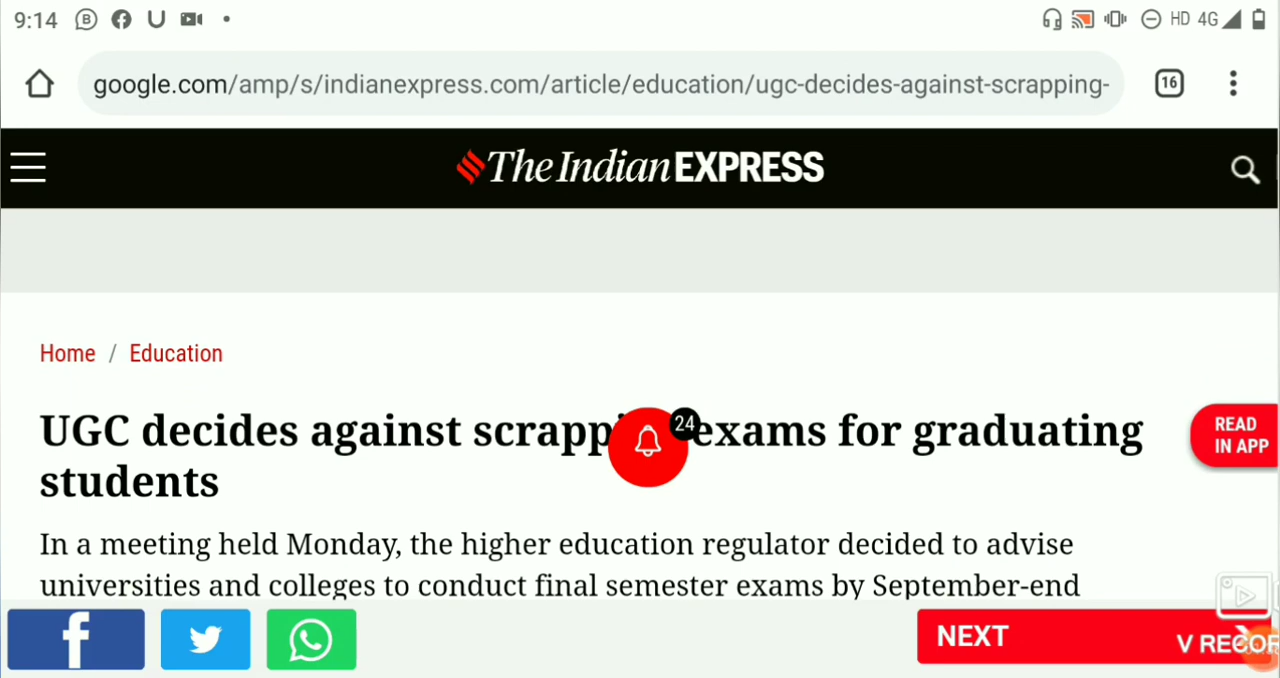 9:14
HD 4G
google.com/amp/s/indianexpress.com/article/education/ugc-decides-against-scrapping-
16
The Indian EXPRESS
Home / Education
24
UGC decides against scrapp exams for graduating
students
READ
IN APP
In a meeting held Monday, the higher education regulator decided to advise
universities and colleges to conduct final semester exams by September-end
NEXT
V RECOR